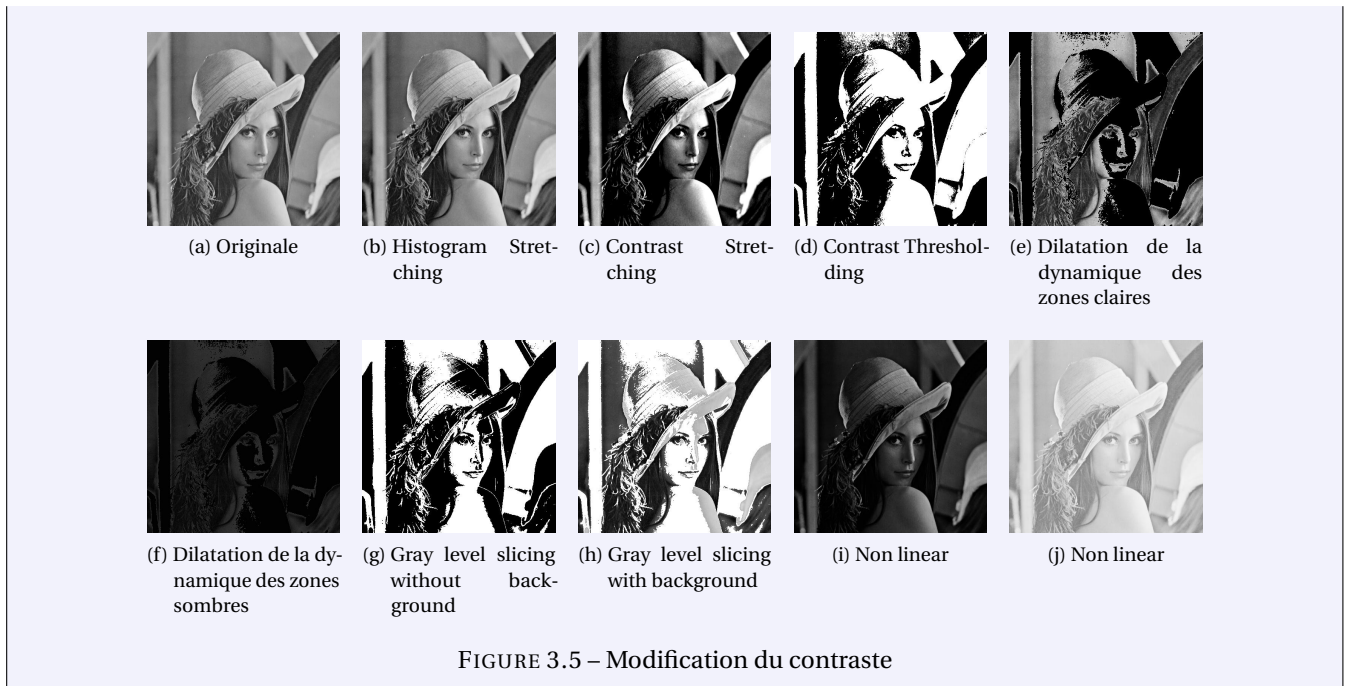 (a) Originale
(b) Histogram Stret-
ching
(c) Contrast Stret-
ching
(d) Contrast Threshol-
ding
(e) Dilatation de la
dynamique des
zones claires
(f) Dilatation de la dy-
namique des zones
sombres
(g) Gray level slicing
without back-
ground
(h) Gray level slicing
with background
(i) Non linear
(j) Non linear
FIGURE 3.5 – Modification du contraste